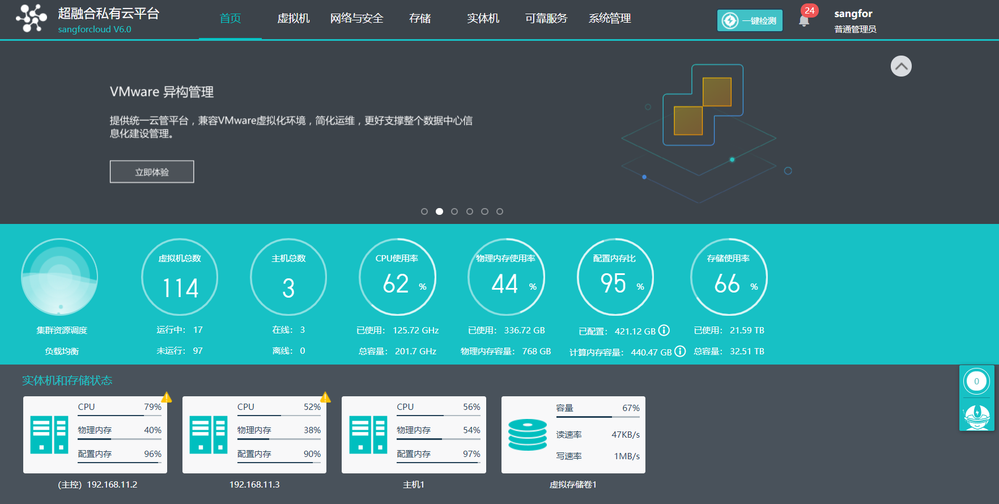 超融合私有云平台
sangforcloud V6.0
首页
虚拟机
网络与安全
存储
实体机
可靠服务
系统管理
一键检测
24
sangfor
普通管理员
VMware 异构管理
提供统一云管平台，兼容VMware虚拟化环境，简化运维，更好支撑整个数据中心信
息化建设管理。
立即体验
集群资源调度
负载均衡
虚拟机总数
114
运行中： 17
未运行： 97
主机总数
3
在线： 3
离线： 0
CPU使用率
62 %
已使用： 125.72 GHz
总容量： 201.7 GHz
物理内存使用率
44 %
已使用： 336.72 GB
物理内存容量： 768 GB
配置内存比
95 %
已配置： 421.12 GB
计算内存容量： 440.47 GB
存储使用率
66 %
已使用： 21.59 TB
总容量： 32.51 TB
0
实体机和存储状态
CPU 79%
物理内存 40%
配置内存 96%
(主控) 192.168.11.2
CPU 52%
物理内存 38%
配置内存 90%
192.168.11.3
CPU 56%
物理内存 54%
配置内存 97%
主机1
容量 67%
读速率 47KB/s
写速率 1MB/s
虚拟存储卷1